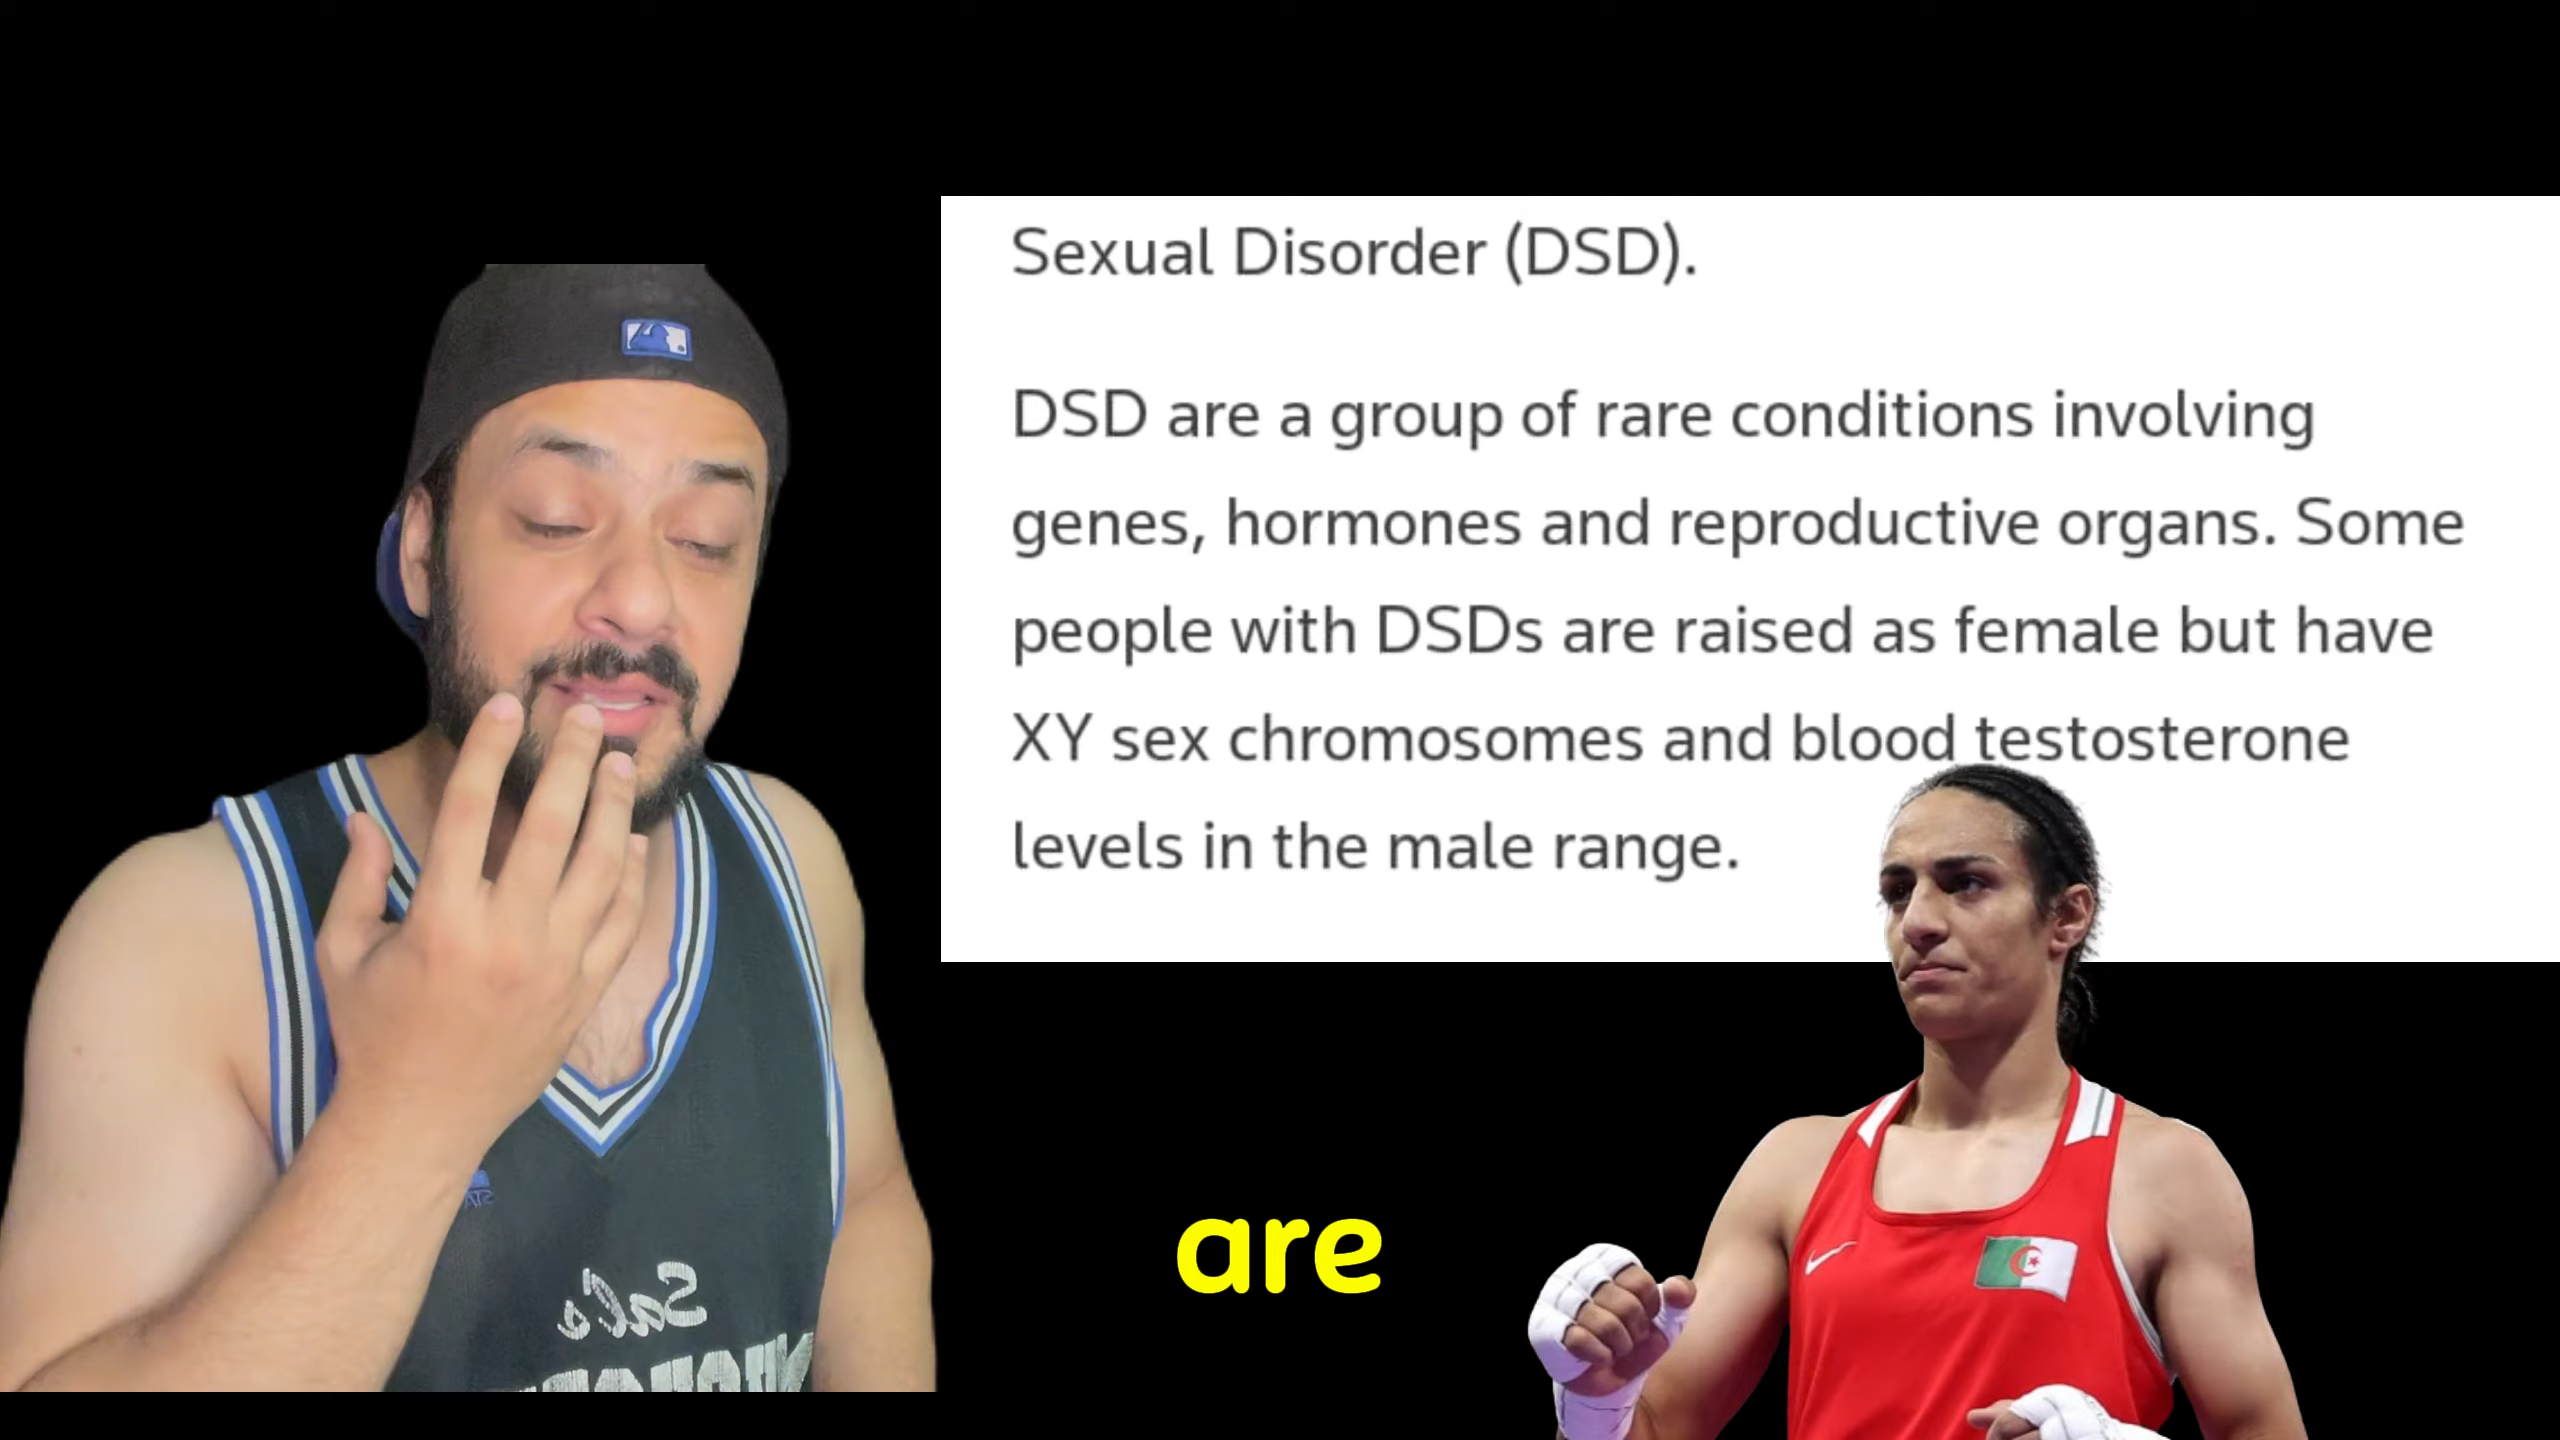 Sexual Disorder (DSD).
DSD are a group of rare conditions involving
genes, hormones and reproductive organs. Some
people with DSDs are raised as female but have
XY sex chromosomes and blood testosterone
levels in the male range.
are
Sal's